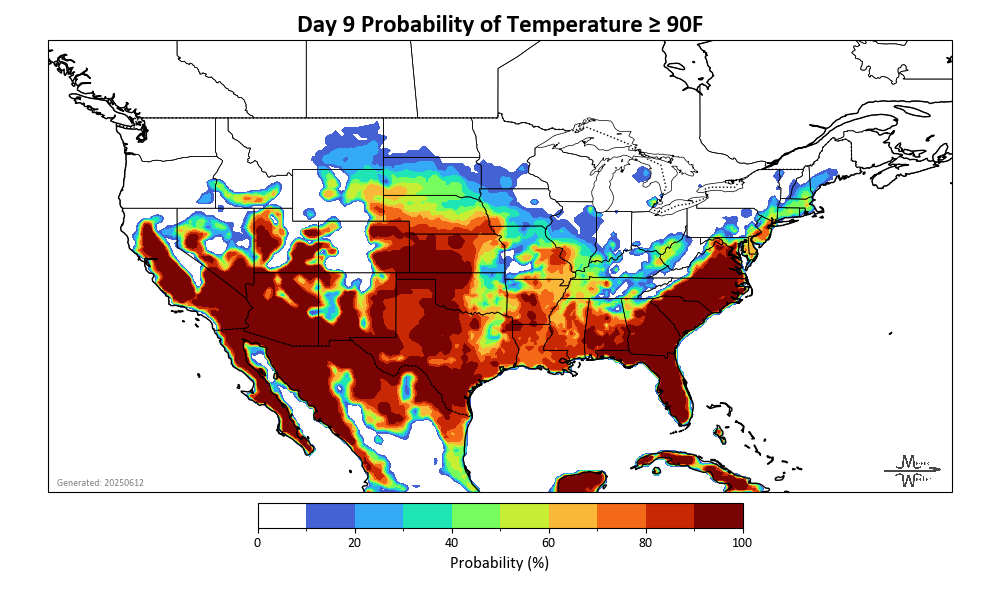 Day 9 Probability of Temperature ≥ 90F
Generated: 20250612
0 20 40 60 80 100
Probability (%)